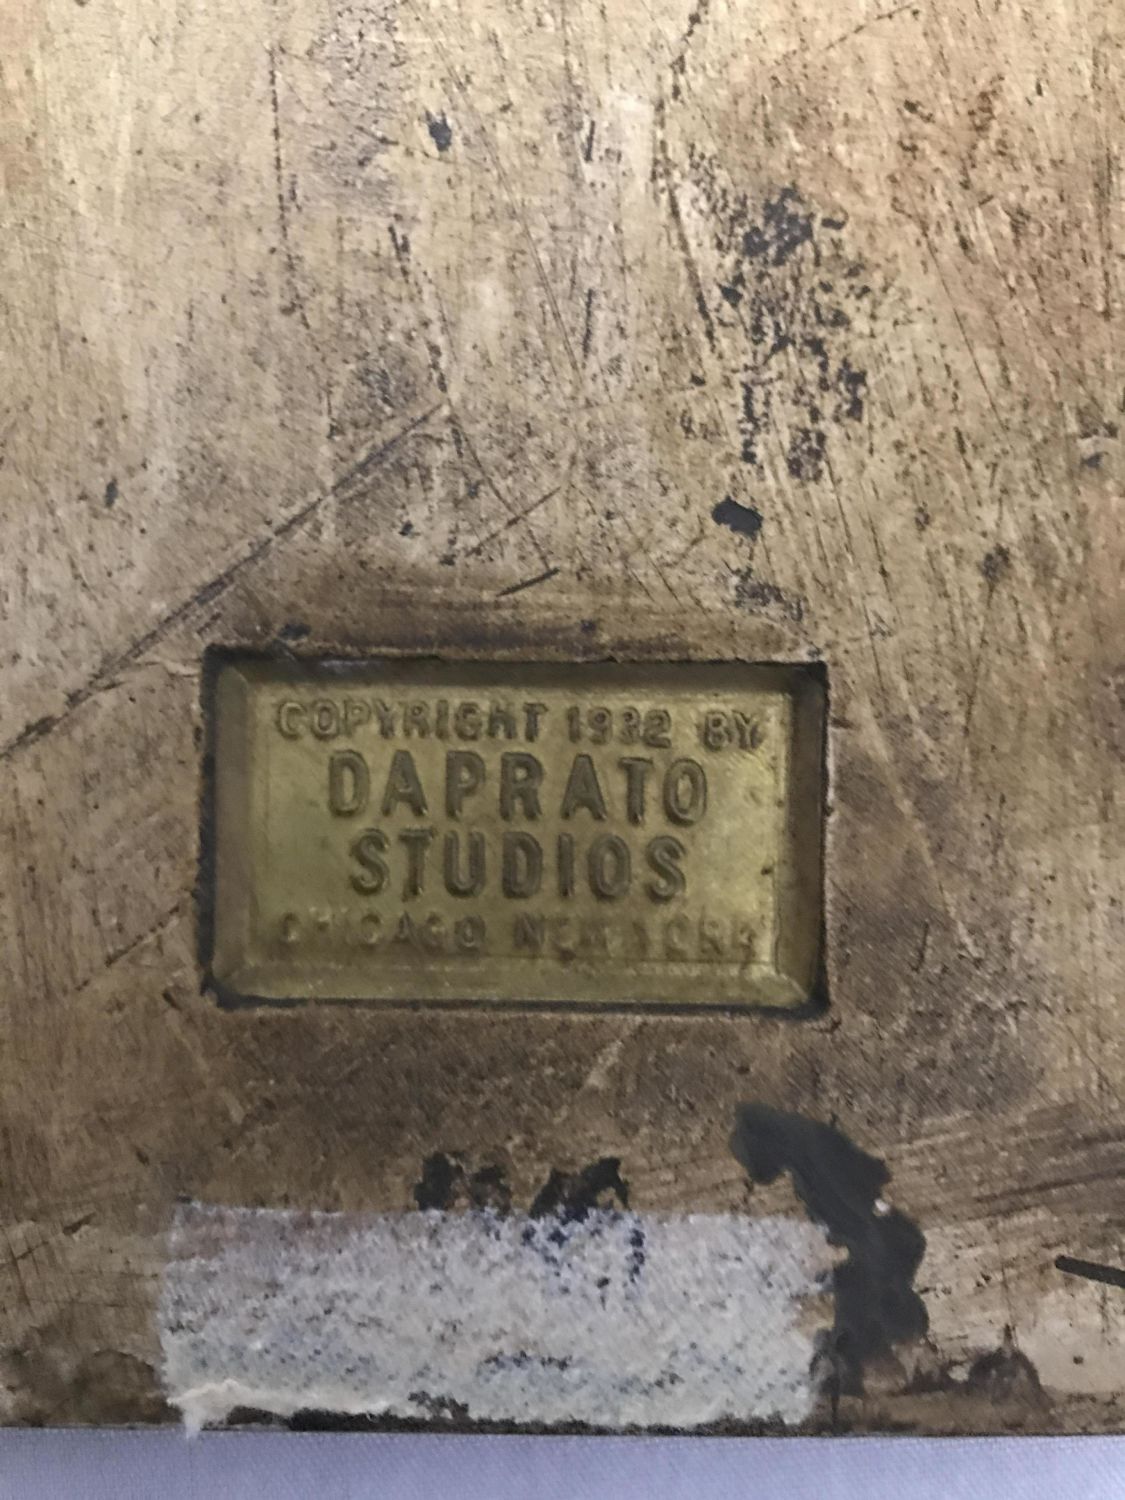 COPYRIGHT 1932 BY
DAPRATO
STUDIOS
CHICAGO NEW YORK